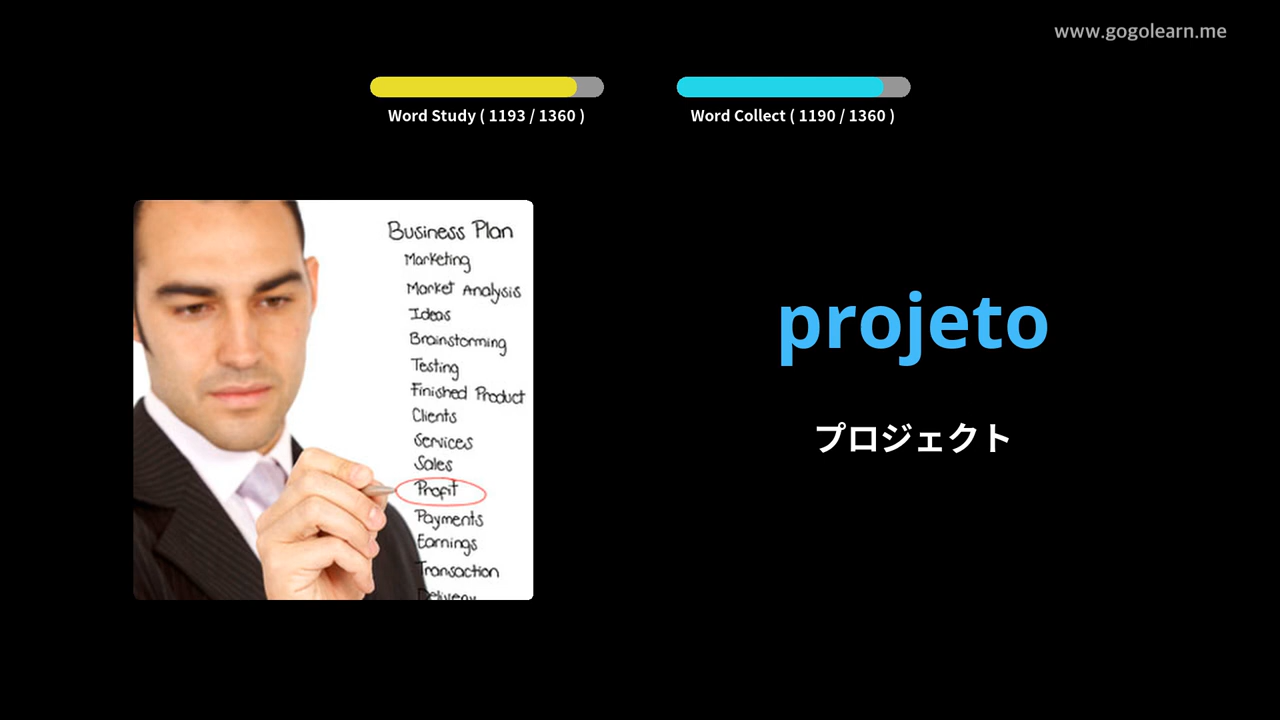 www.gogolearn.me
Word Study ( 1193 / 1360 )
Word Collect ( 1190 / 1360 )
Business Plan
Marketing
Market Analysis
Ideas
Brainstorming
Testing
Finished Product
Clients
Services
Sales
Profit
Payments
Earnings
Transaction
Delivery
projeto
プロジェクト